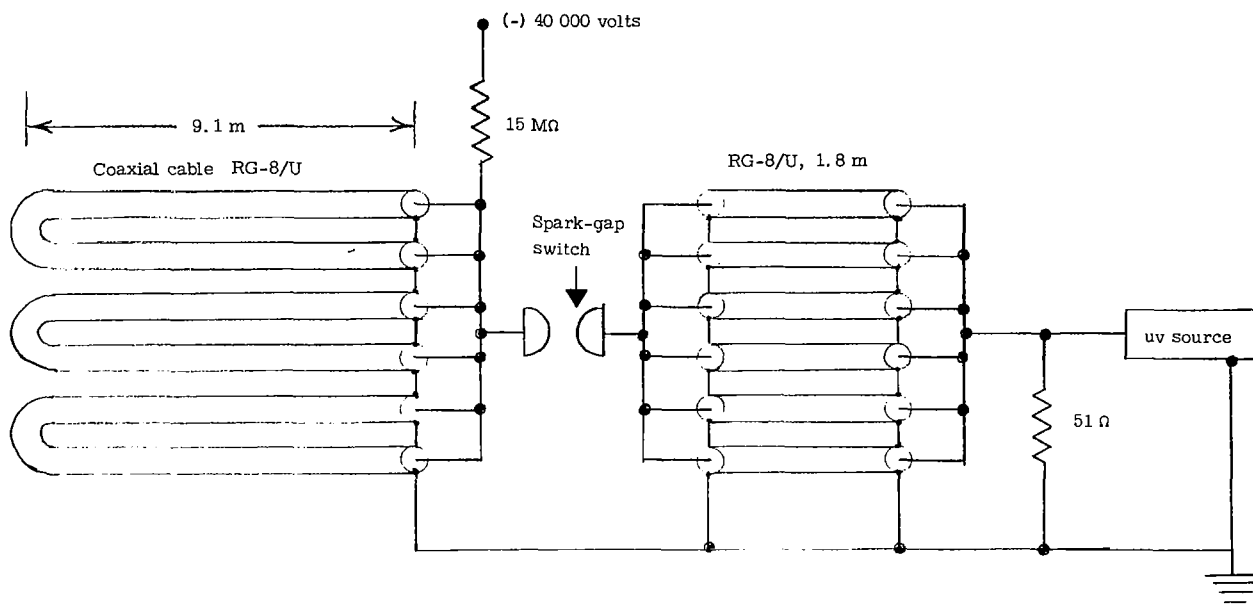 (-) 40 000 volts
9.1 m
15 MΩ
Coaxial cable RG-8/U
RG-8/U, 1.8 m
Spark-gap
switch
uv source
51 Ω